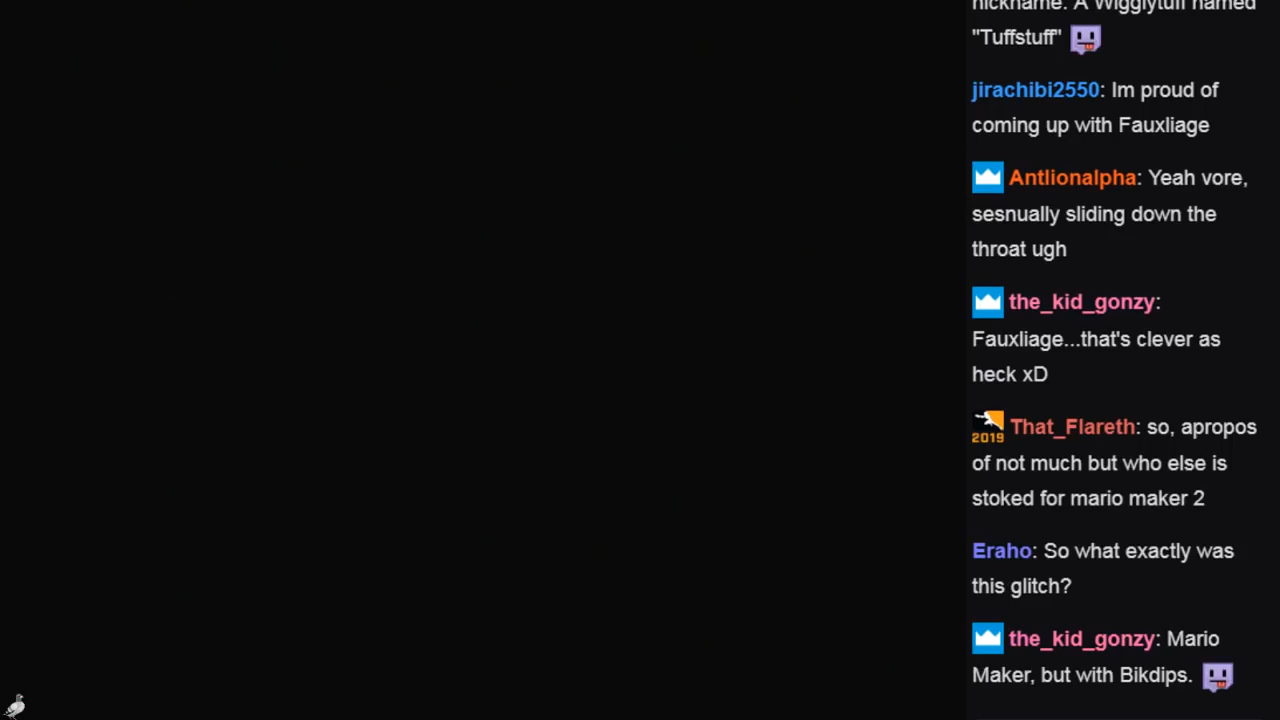 nickname. A Wigglytuff named
"Tuffstuff"
jirachibi2550: Im proud of
coming up with Fauxliage
Antlionalpha: Yeah vore,
sesnually sliding down the
throat ugh
the_kid_gonzy:
Fauxliage...that's clever as
heck xD
2019 That_Flareth: so, apropos
of not much but who else is
stoked for mario maker 2
Eraho: So what exactly was
this glitch?
the_kid_gonzy: Mario
Maker, but with Bikdips.